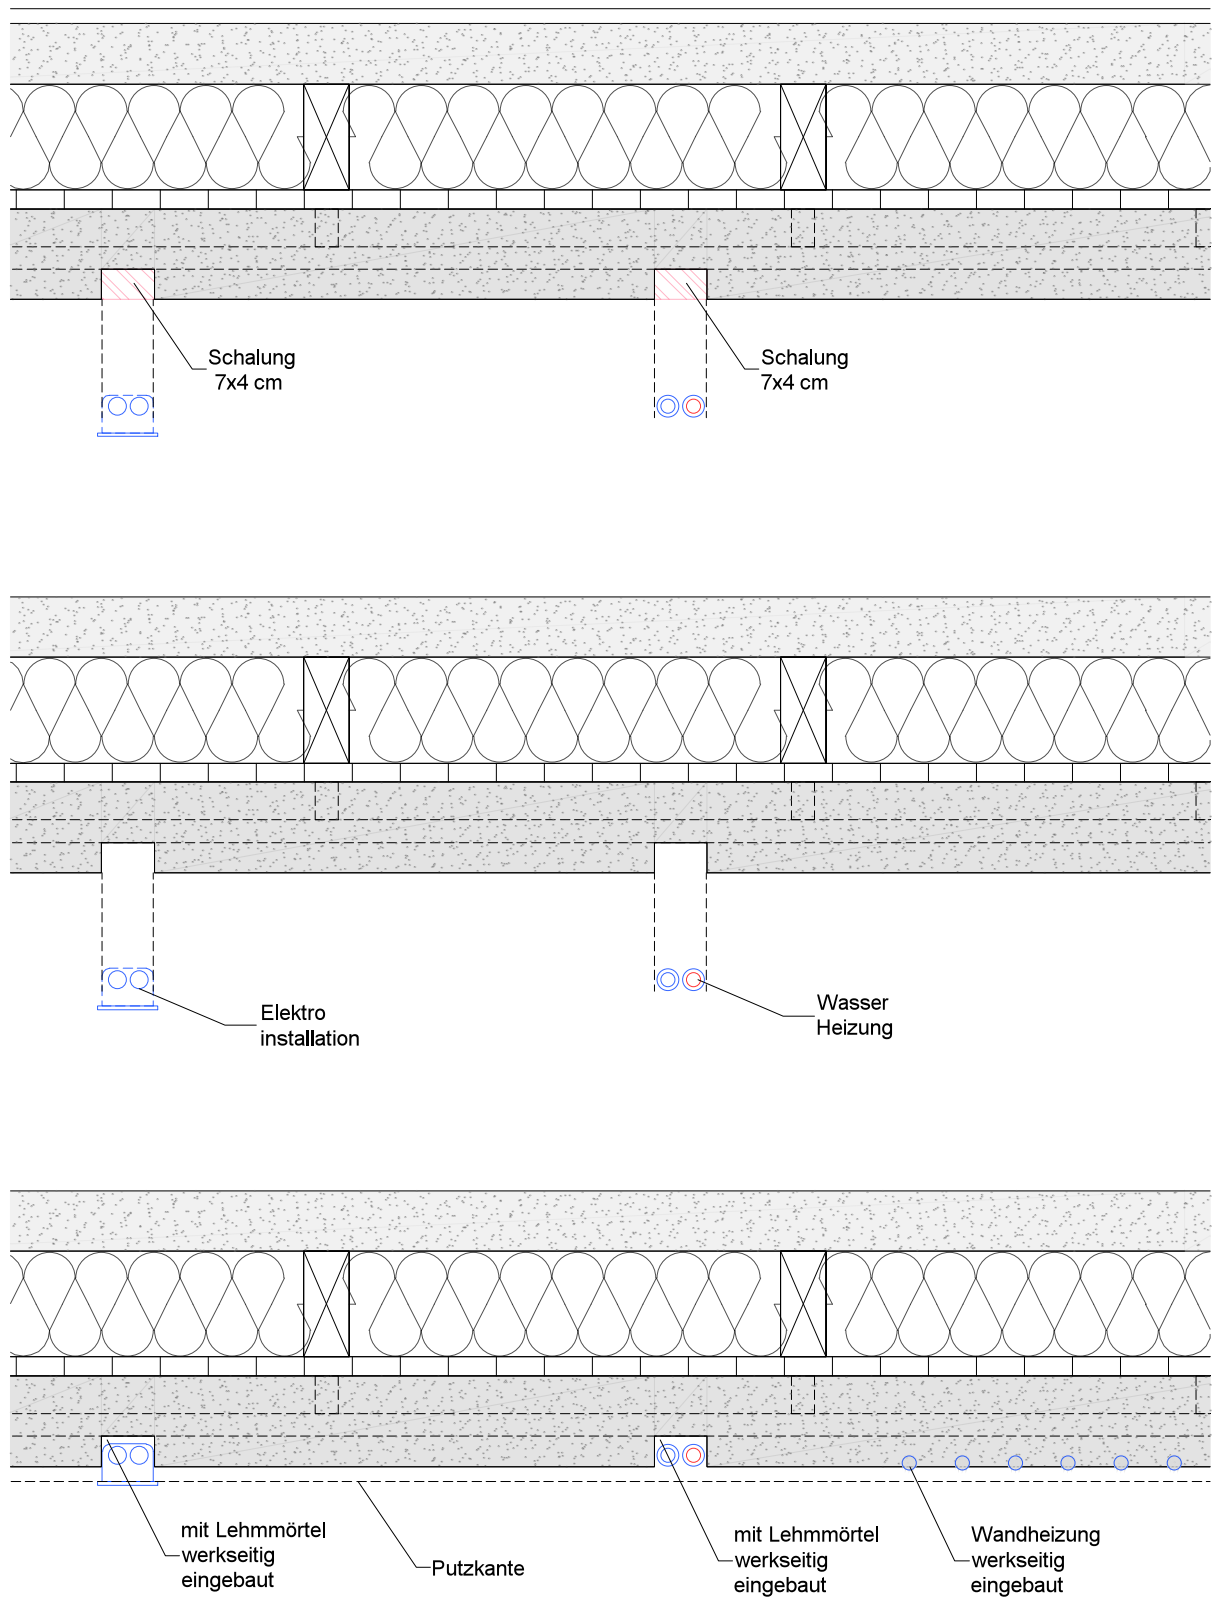 Schalung
7x4 cm
Schalung
7x4 cm
Elektro
installation
Wasser
Heizung
mit Lehmmörtel
werkseitig
eingebaut
Putzkante
mit Lehmmörtel
werkseitig
eingebaut
Wandheizung
werkseitig
eingebaut